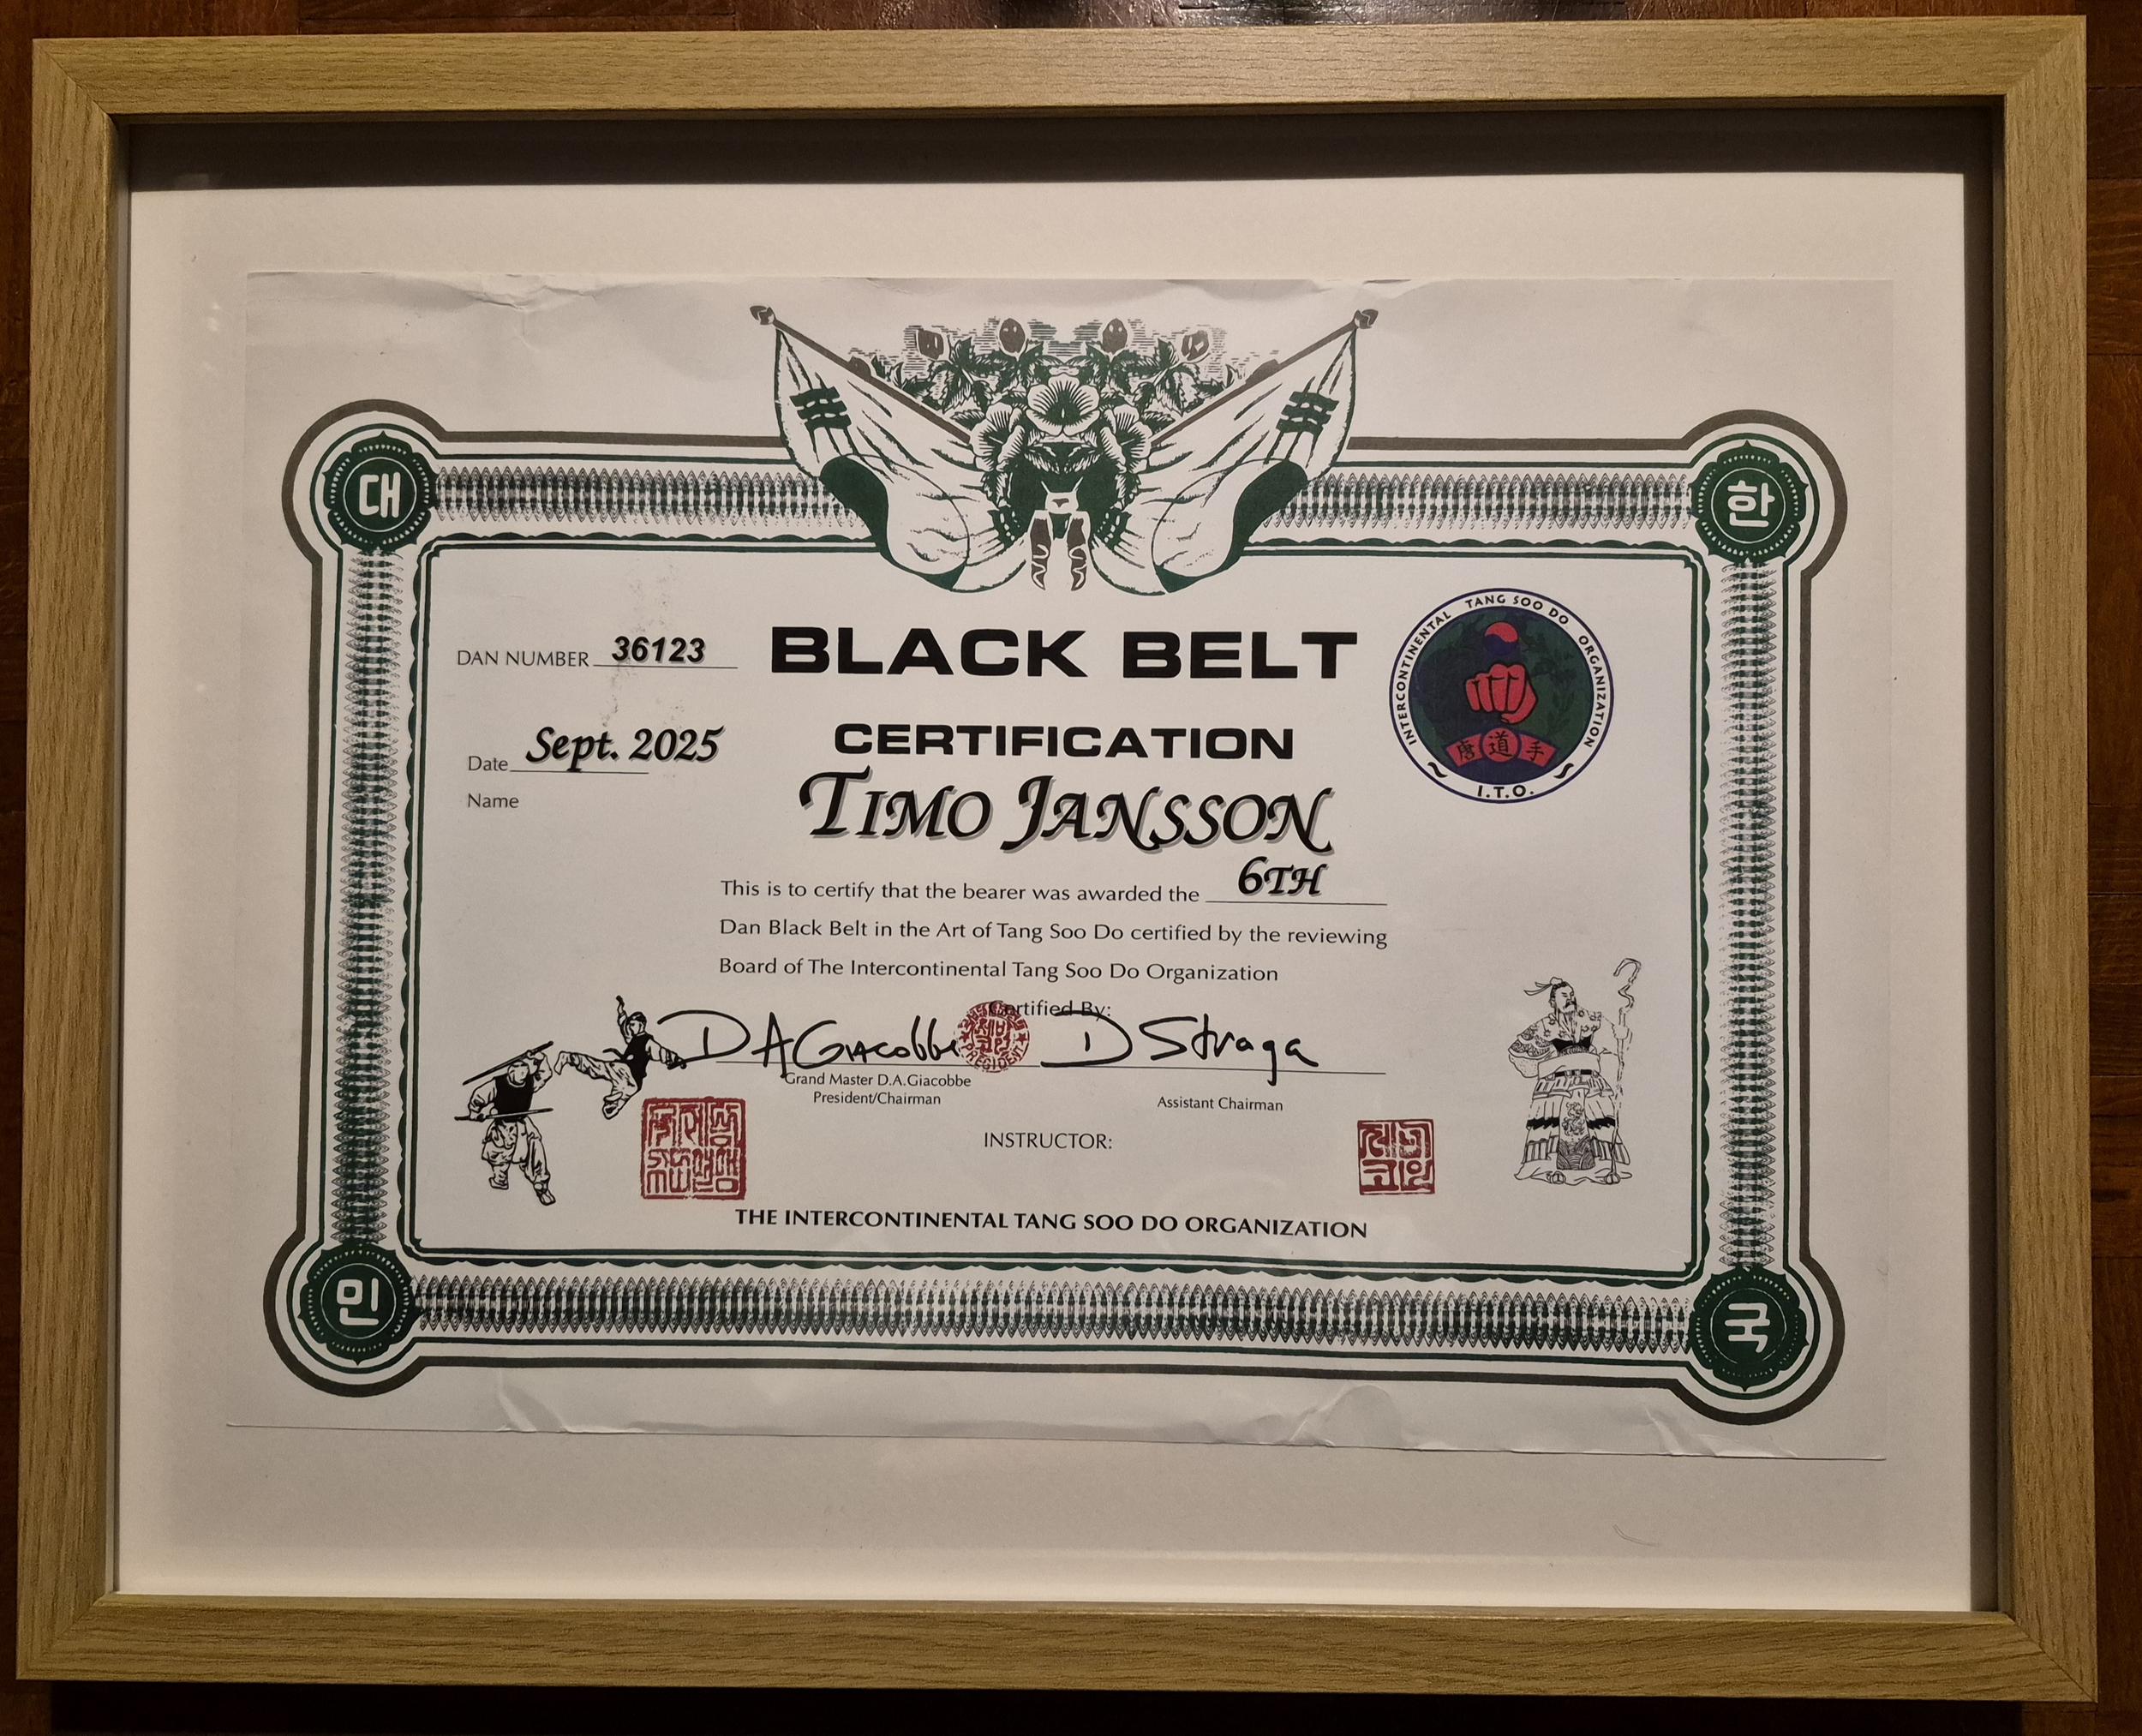 대 한
DAN NUMBER 36123
BLACK BELT
INTERCONTINENTAL TANG SOO DO ORGANIZATION
唐 道 手
I.T.O.
Date Sept. 2025
CERTIFICATION
Name
TIMO JANSSON
This is to certify that the bearer was awarded the 6TH
Dan Black Belt in the Art of Tang Soo Do certified by the reviewing
Board of The Intercontinental Tang Soo Do Organization
Certified By:
D A Giacobbe D Straga
PRESIDENT
Grand Master D.A.Giacobbe
President/Chairman
Assistant Chairman
INSTRUCTOR:
THE INTERCONTINENTAL TANG SOO DO ORGANIZATION
민 국